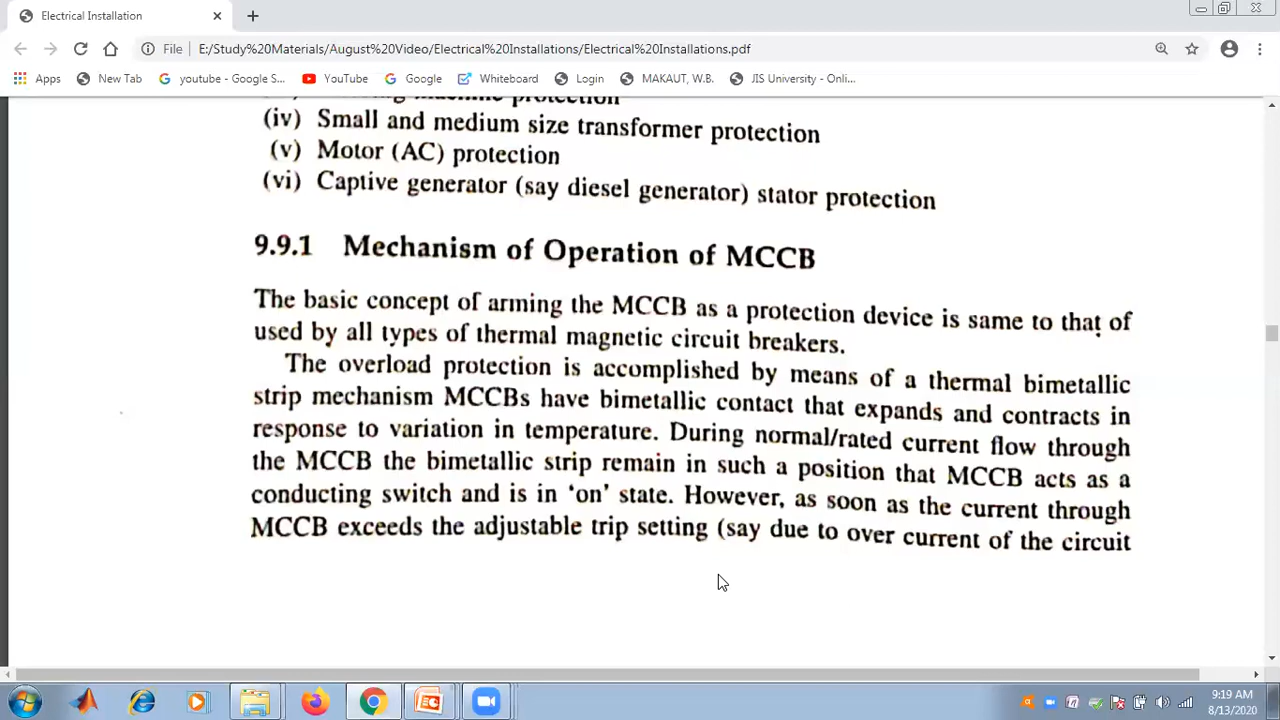 Electrical Installation
File
E:/Study%20Materials/August%20Video/Electrical%20Installations/Electrical%20Installations.pdf
Apps
New Tab
youtube - Google S...
YouTube
Google
Whiteboard
Login
MAKAUT, W.B.
JIS University - Onli...
protection
(iv) Small and medium size transformer protection
(v) Motor (AC) protection
(vi) Captive generator (say diesel generator) stator protection
9.9.1 Mechanism of Operation of MCCB
The basic concept of arming the MCCB as a protection device is same to that of
used by all types of thermal magnetic circuit breakers.
The overload protection is accomplished by means of a thermal bimetallic
strip mechanism MCCBs have bimetallic contact that expands and contracts in
response to variation in temperature. During normal/rated current flow through
the MCCB the bimetallic strip remain in such a position that MCCB acts as a
conducting switch and is in ‘on’ state. However, as soon as the current through
MCCB exceeds the adjustable trip setting (say due to over current of the circuit
9:19 AM
8/13/2020